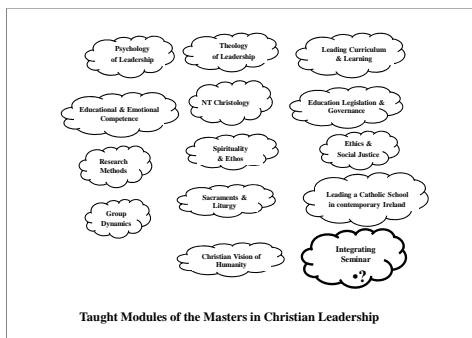 Psychology
of Leadership
Theology
of Leadership
Leading Curriculum
& Learning
Educational & Emotional
Competence
NT Christology
Education Legislation &
Governance
Research
Methods
Spirituality
& Ethos
Ethics &
Social Justice
Group
Dynamics
Sacraments &
Liturgy
Leading a Catholic School
in contemporary Ireland
Christian Vision of
Humanity
Integrating
Seminar
•?
Taught Modules of the Masters in Christian Leadership